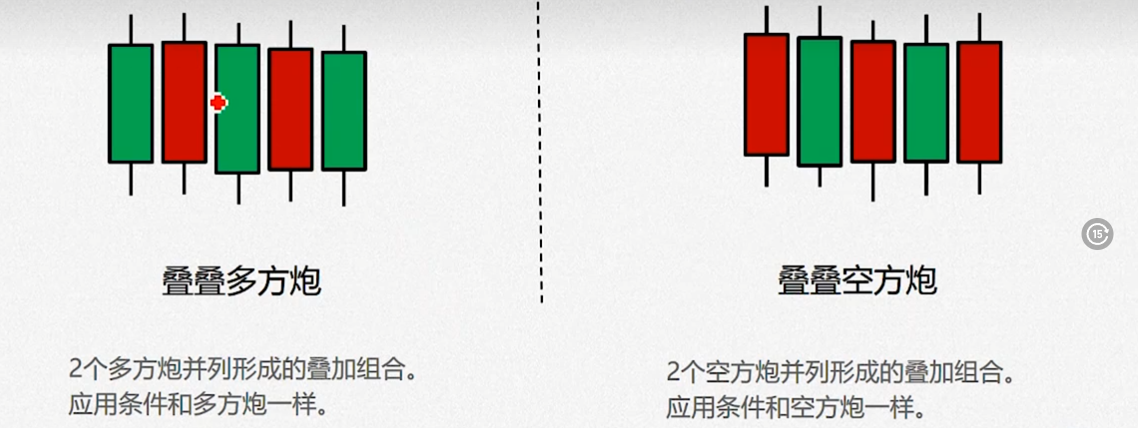 叠叠多方炮
2个多方炮并列形成的叠加组合。
应用条件和多方炮一样。
叠叠空方炮
2个空方炮并列形成的叠加组合。
应用条件和空方炮一样。
15